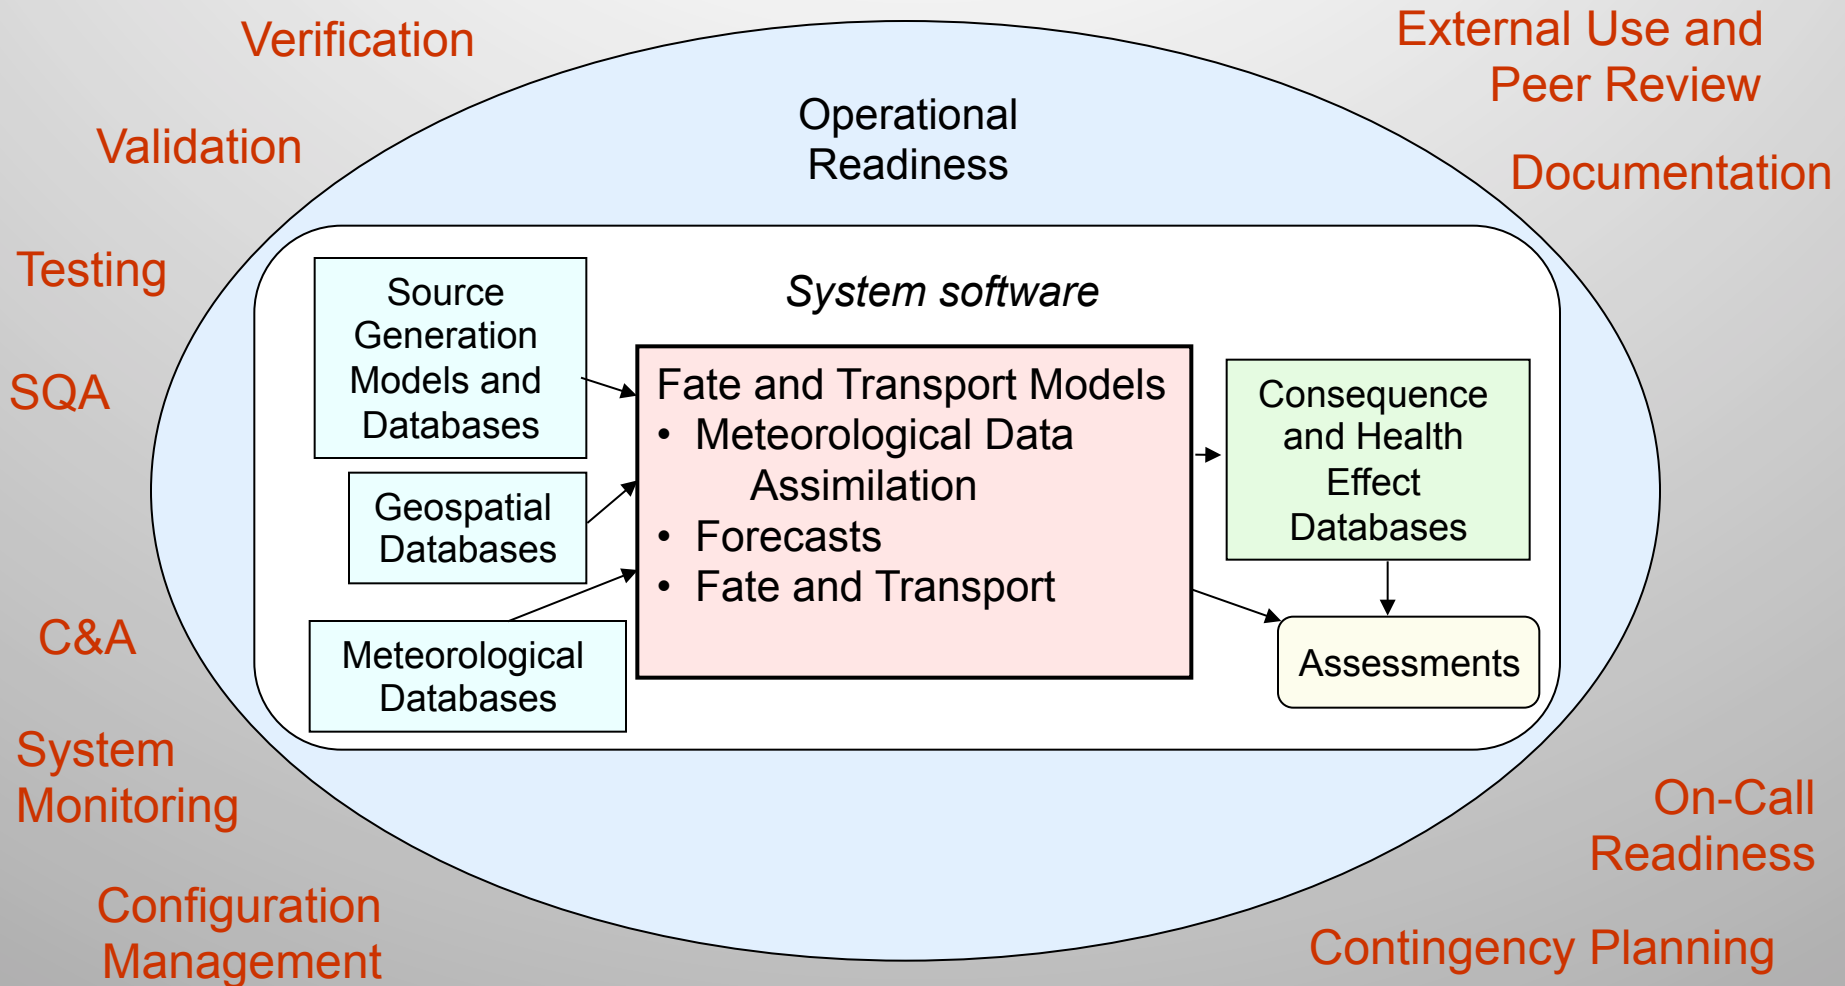 Verification
External Use and
Peer Review
Validation
Documentation
Operational
Readiness
Testing
SQA
C&A
System
Monitoring
Configuration
Management
On-Call
Readiness
Contingency Planning
System software
Source
Generation
Models and
Databases
Geospatial
Databases
Meteorological
Databases
Fate and Transport Models
• Meteorological Data
Assimilation
• Forecasts
• Fate and Transport
Consequence
and Health
Effect
Databases
Assessments